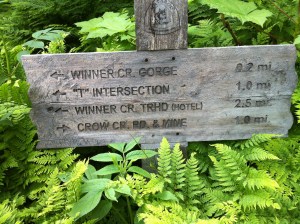 ← WINNER CR. GORGE 0.2 mi.
← "T" INTERSECTION 1.0 mi
← WINNER CR. TRHD (HOTEL) 2.5 mi
→ CROW CR. RD. & MINE 1.0 mi